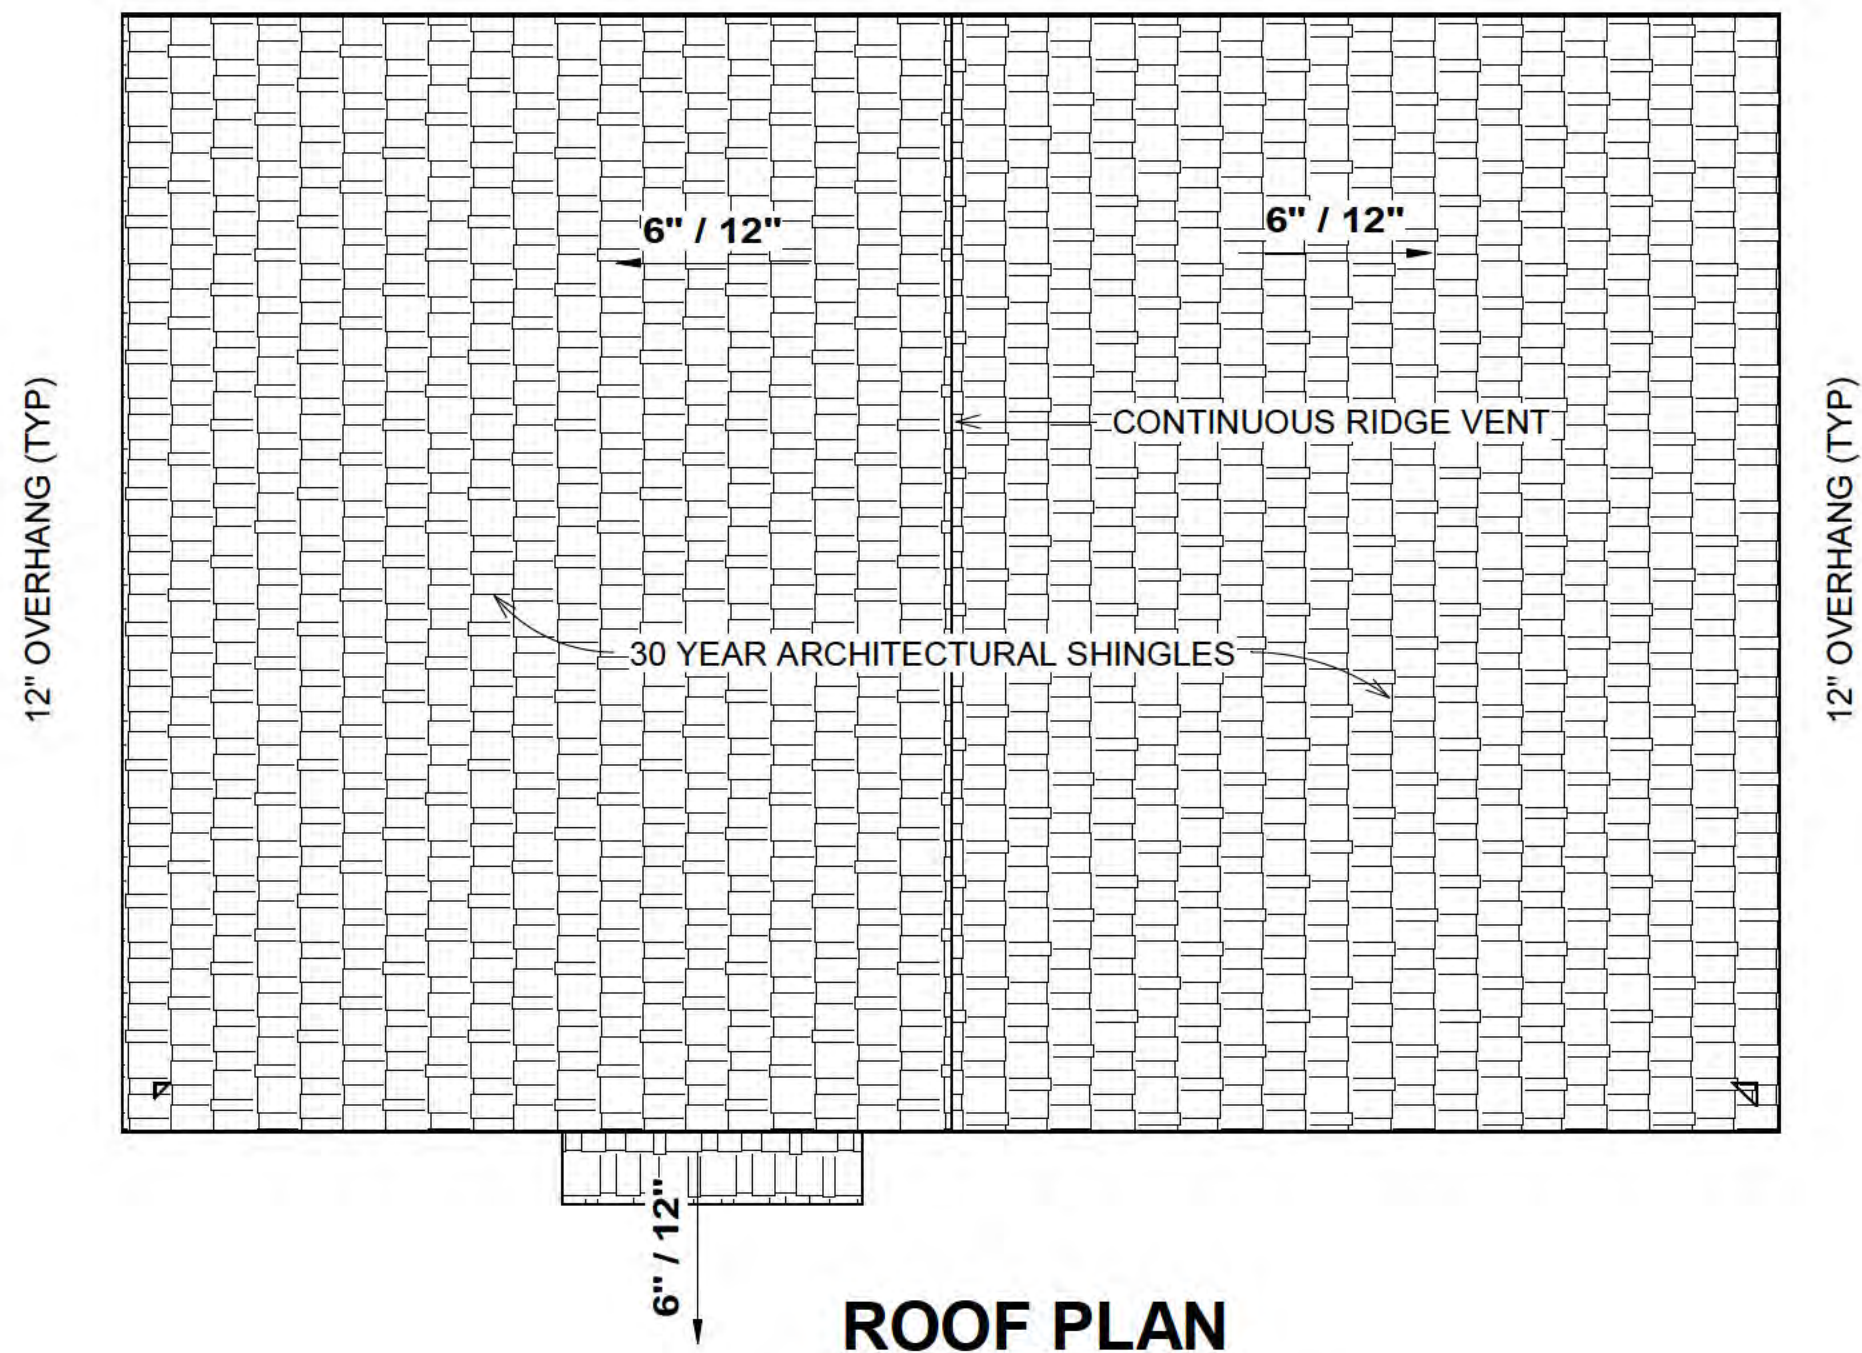 6" / 12"
6" / 12"
12" OVERHANG (TYP)
CONTINUOUS RIDGE VENT
12" OVERHANG (TYP)
30 YEAR ARCHITECTURAL SHINGLES
6" / 12"
ROOF PLAN